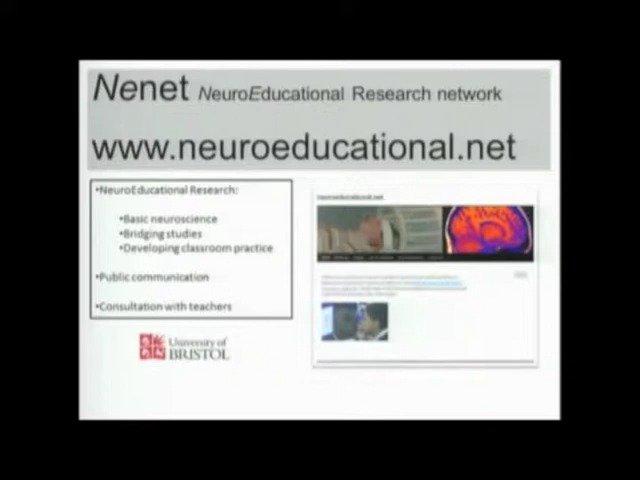 Nenet NeuroEducational Research network
www.neuroeducational.net
•NeuroEducational Research:
•Basic neuroscience
•Bridging studies
•Developing classroom practice
•Public communication
•Consultation with teachers
University of
BRISTOL
neuroeducational.net